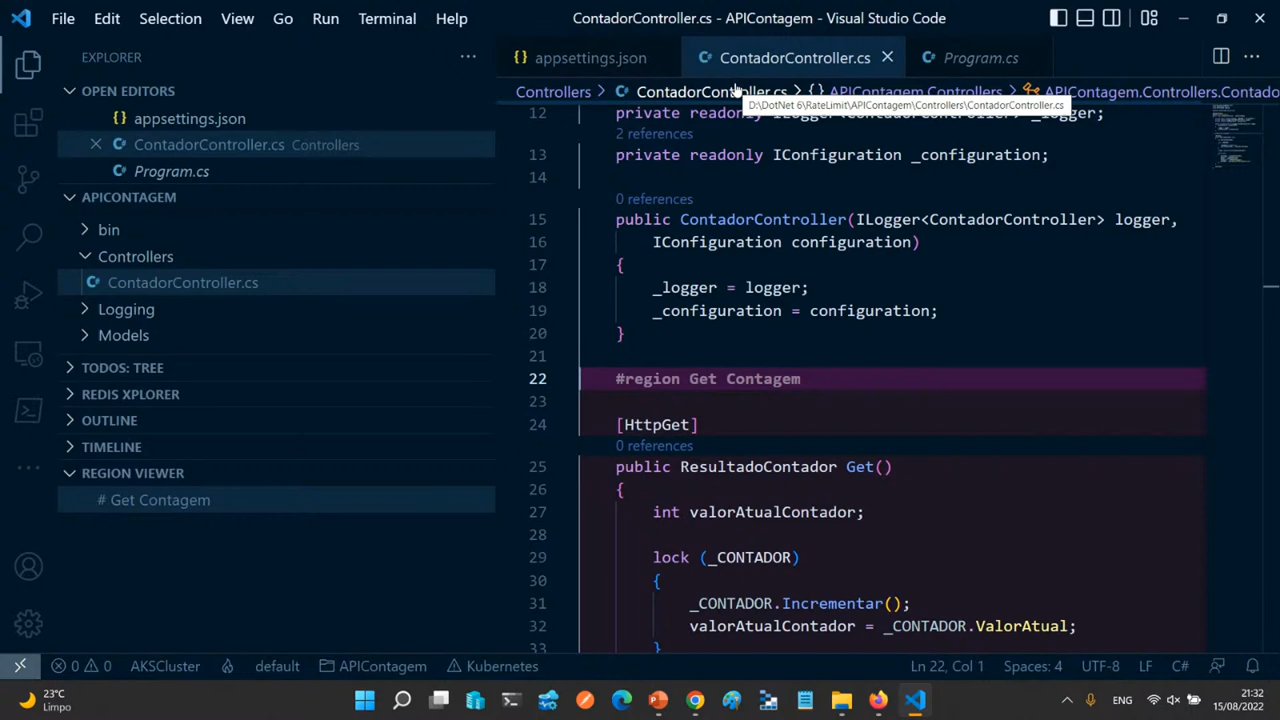 File Edit Selection View Go Run Terminal Help
ContadorController.cs - APIContagem - Visual Studio Code
EXPLORER
OPEN EDITORS
{} appsettings.json
ContadorController.cs Controllers
Program.cs
APICONTAGEM
bin
Controllers
ContadorController.cs
Logging
Models
TODOS: TREE
REDIS XPLORER
OUTLINE
TIMELINE
REGION VIEWER
# Get Contagem
{} appsettings.json
ContadorController.cs
Program.cs
Controllers > ContadorController.cs > {} APIContagem.Controllers > APIContagem.Controllers.Contado
D:\DotNet 6\RateLimit\APIContagem\Controllers\ContadorController.cs
12 private readonly ILogger<ContadorController> _logger;
2 references
13 private readonly IConfiguration _configuration;
14
0 references
15 public ContadorController(ILogger<ContadorController> logger,
16 IConfiguration configuration)
17 {
18 _logger = logger;
19 _configuration = configuration;
20 }
21
22 #region Get Contagem
23
24 [HttpGet]
0 references
25 public ResultadoContador Get()
26 {
27 int valorAtualContador;
28
29 lock (_CONTADOR)
30 {
31 _CONTADOR.Incrementar();
32 valorAtualContador = _CONTADOR.ValorAtual;
33 }
0 0 AKSCluster default APIContagem Kubernetes
Ln 22, Col 1 Spaces: 4 UTF-8 LF C#
23°C
Limpo
ENG
21:32
15/08/2022